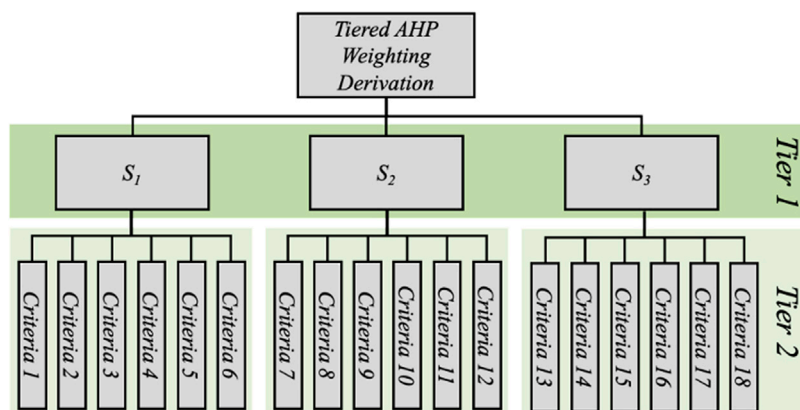 Tiered AHP
Weighting
Derivation
S1
S2
S3
Tier 1
Criteria 1
Criteria 2
Criteria 3
Criteria 4
Criteria 5
Criteria 6
Criteria 7
Criteria 8
Criteria 9
Criteria 10
Criteria 11
Criteria 12
Criteria 13
Criteria 14
Criteria 15
Criteria 16
Criteria 17
Criteria 18
Tier 2